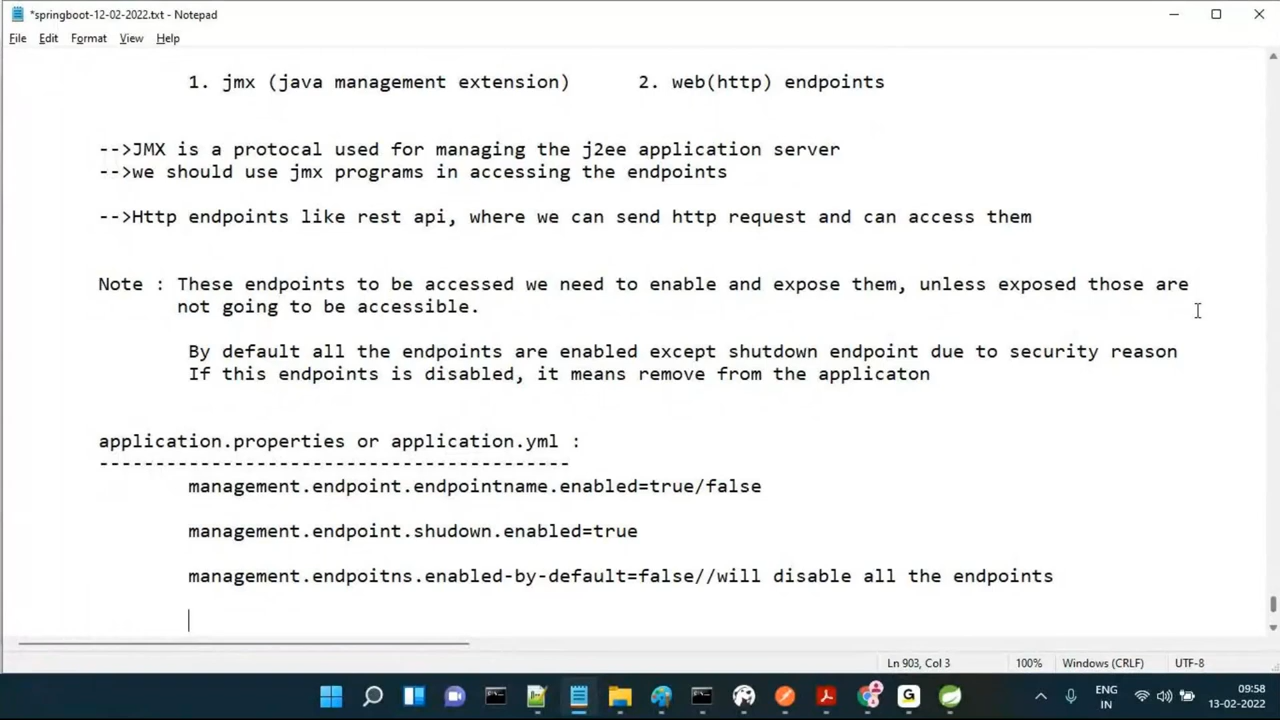 *springboot-12-02-2022.txt - Notepad
File Edit Format View Help
1. jmx (java management extension) 2. web(http) endpoints
-->JMX is a protocal used for managing the j2ee application server
-->we should use jmx programs in accessing the endpoints
-->Http endpoints like rest api, where we can send http request and can access them
Note : These endpoints to be accessed we need to enable and expose them, unless exposed those are
not going to be accessible.
By default all the endpoints are enabled except shutdown endpoint due to security reason
If this endpoints is disabled, it means remove from the applicaton
application.properties or application.yml :
------------------------------------------
management.endpoint.endpointname.enabled=true/false
management.endpoint.shudown.enabled=true
management.endpoitns.enabled-by-default=false//will disable all the endpoints
Ln 903, Col 3 100% Windows (CRLF) UTF-8
ENG 09:58
IN 13-02-2022